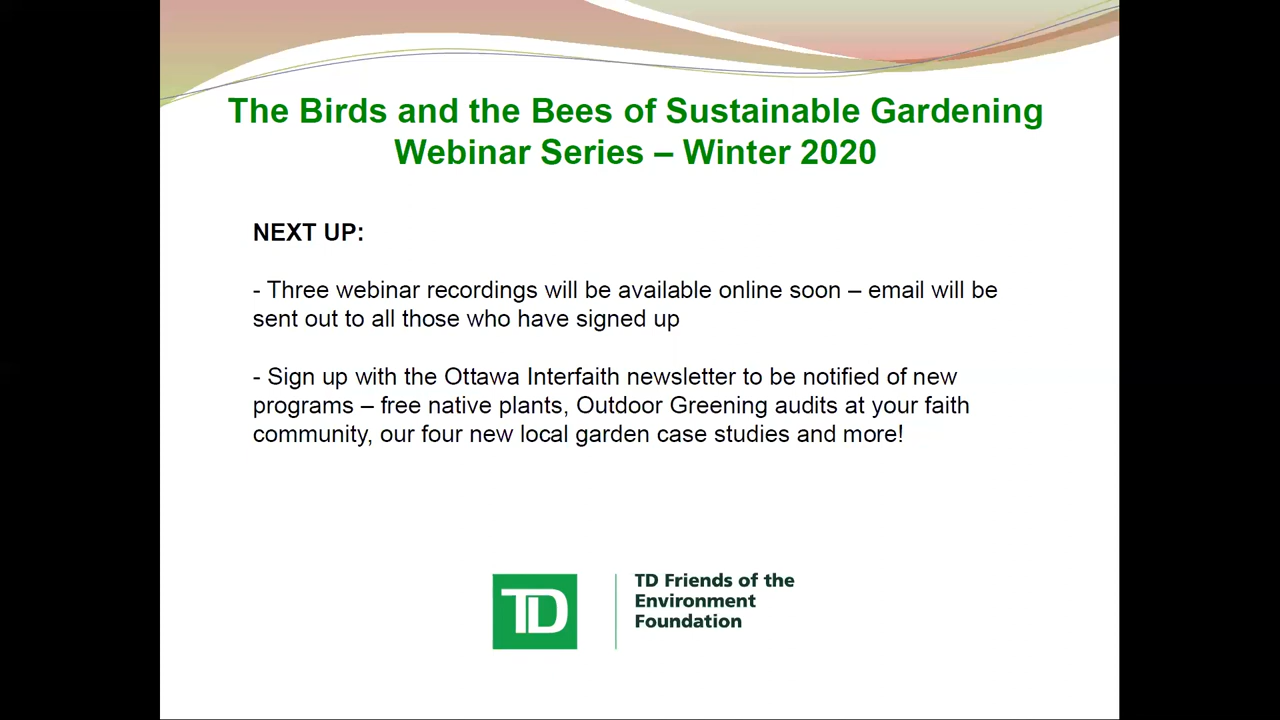 The Birds and the Bees of Sustainable Gardening
Webinar Series – Winter 2020
NEXT UP:
- Three webinar recordings will be available online soon – email will be
sent out to all those who have signed up
- Sign up with the Ottawa Interfaith newsletter to be notified of new
programs – free native plants, Outdoor Greening audits at your faith
community, our four new local garden case studies and more!
TD
TD Friends of the
Environment
Foundation